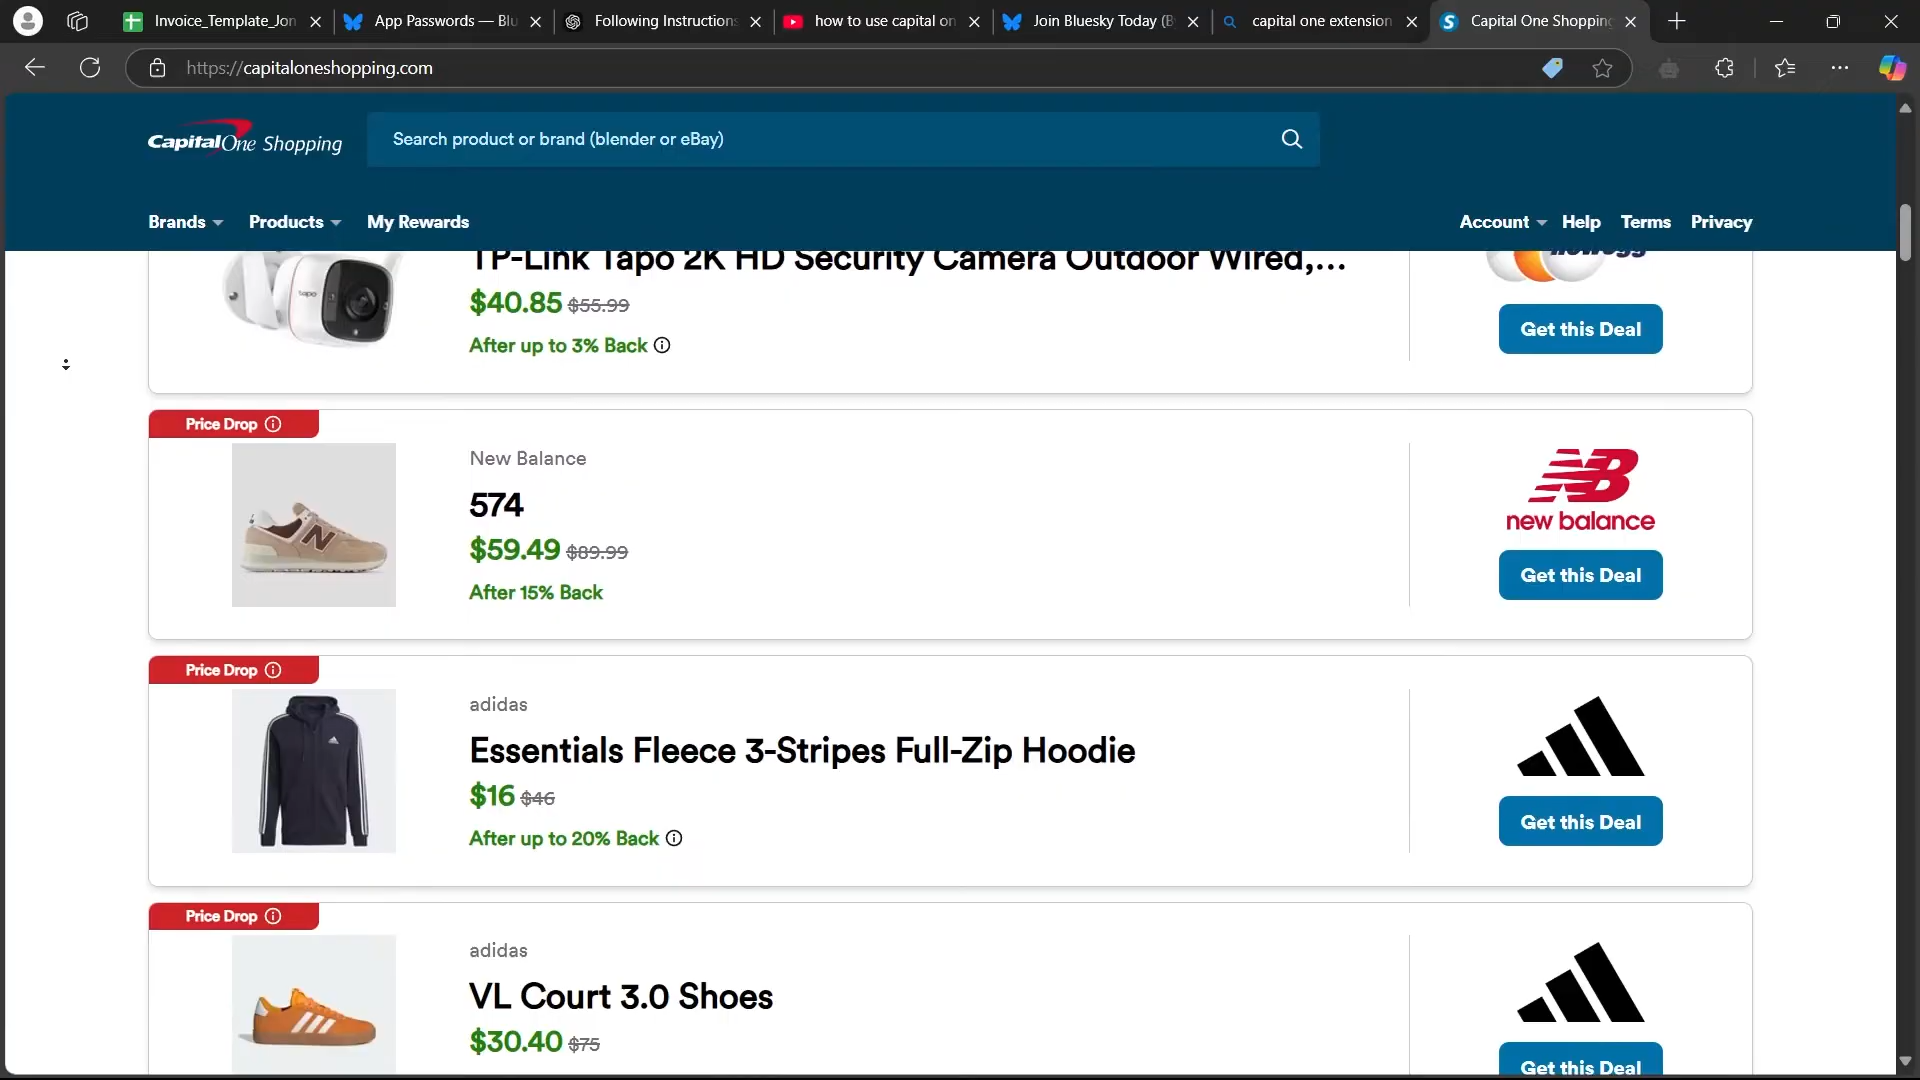 Invoice_Template_Jon
App Passwords — Blu
Following Instructions
how to use capital on
Join Bluesky Today (B
capital one extension
Capital One Shopping
https://capitaloneshopping.com
CapitalOne Shopping
Search product or brand (blender or eBay)
Brands
Products
My Rewards
Account
Help
Terms
Privacy
TP-Link Tapo 2K HD Security Camera Outdoor Wired,...
$40.85 $55.99
After up to 3% Back
tapo
newegg
Get this Deal
Price Drop
New Balance
574
$59.49 $89.99
After 15% Back
new balance
Get this Deal
Price Drop
adidas
Essentials Fleece 3-Stripes Full-Zip Hoodie
$16 $46
After up to 20% Back
Get this Deal
Price Drop
adidas
VL Court 3.0 Shoes
$30.40 $75
Get this Deal